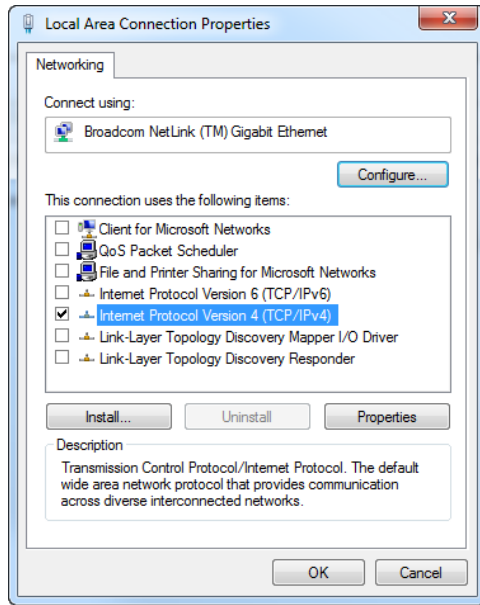 Local Area Connection Properties
Networking
Connect using:
Broadcom NetLink (TM) Gigabit Ethernet
Configure...
This connection uses the following items:
Client for Microsoft Networks
QoS Packet Scheduler
File and Printer Sharing for Microsoft Networks
Internet Protocol Version 6 (TCP/IPv6)
Internet Protocol Version 4 (TCP/IPv4)
Link-Layer Topology Discovery Mapper I/O Driver
Link-Layer Topology Discovery Responder
Install... Uninstall Properties
Description
Transmission Control Protocol/Internet Protocol. The default
wide area network protocol that provides communication
across diverse interconnected networks.
OK Cancel